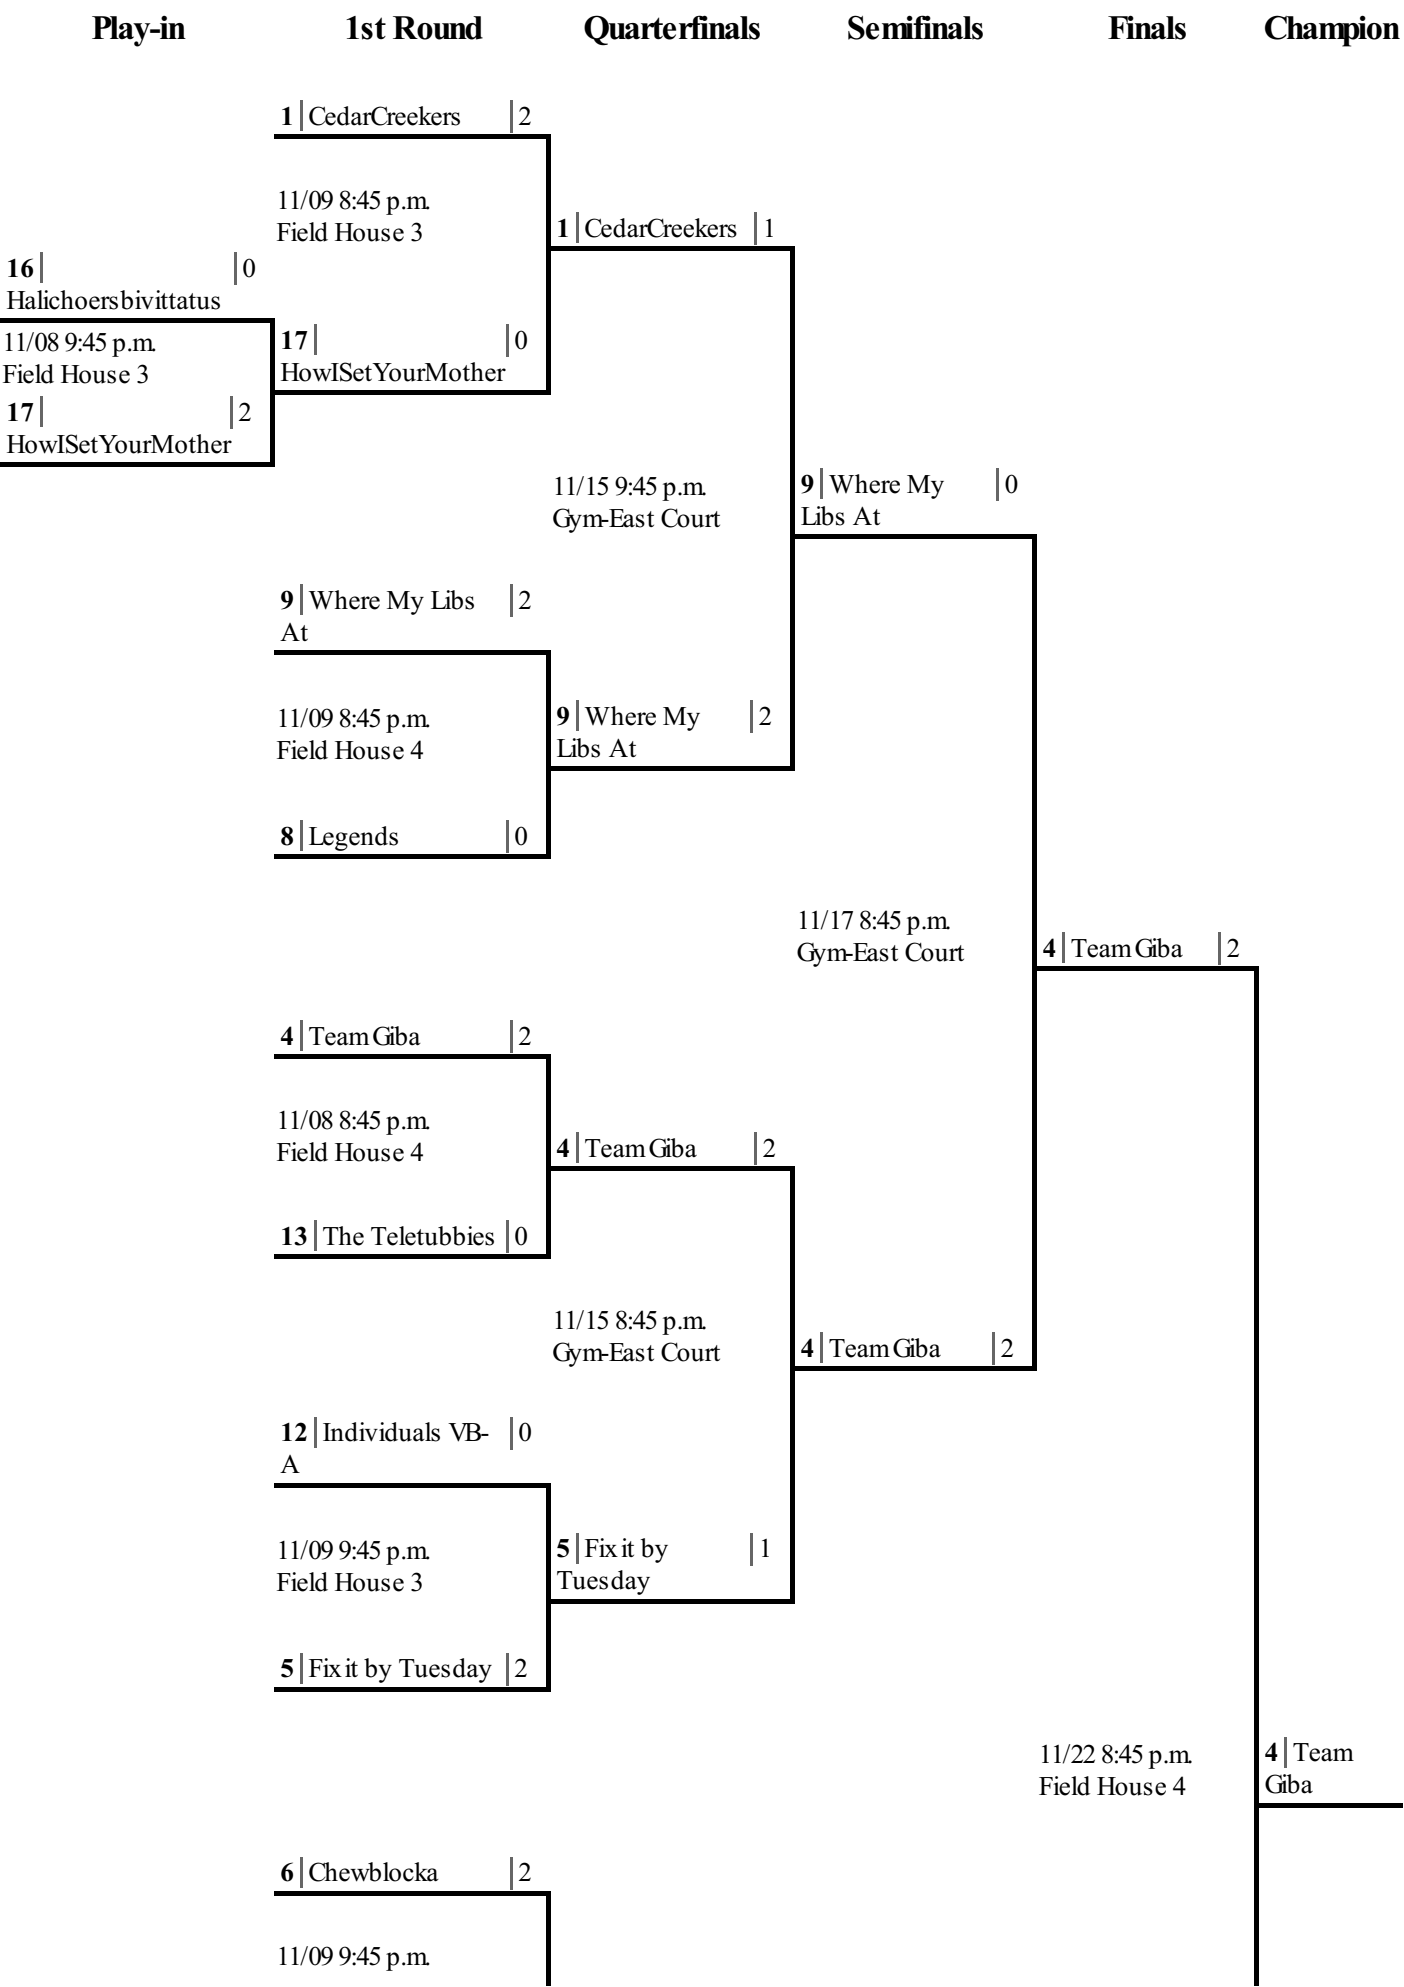 Play-in 1st Round Quarterfinals Semifinals Finals Champion
1 CedarCreekers 2
11/09 8:45 p.m.
Field House 3
1 CedarCreekers 1
16 0
Halichoersbivittatus
11/08 9:45 p.m.
Field House 3
17 0
HowISetYourMother
17 2
HowISetYourMother
11/15 9:45 p.m.
Gym-East Court
9 Where My 0
Libs At
9 Where My Libs 2
At
11/09 8:45 p.m.
Field House 4
9 Where My 2
Libs At
8 Legends 0
11/17 8:45 p.m.
Gym-East Court
4 Team Giba 2
4 Team Giba 2
11/08 8:45 p.m.
Field House 4
4 Team Giba 2
13 The Teletubbies 0
11/15 8:45 p.m.
Gym-East Court
4 Team Giba 2
12 Individuals VB- 0
A
11/09 9:45 p.m.
Field House 3
5 Fix it by 1
Tuesday
5 Fix it by Tuesday 2
11/22 8:45 p.m.
Field House 4
4 Team
Giba
6 Chewblocka 2
11/09 9:45 p.m.